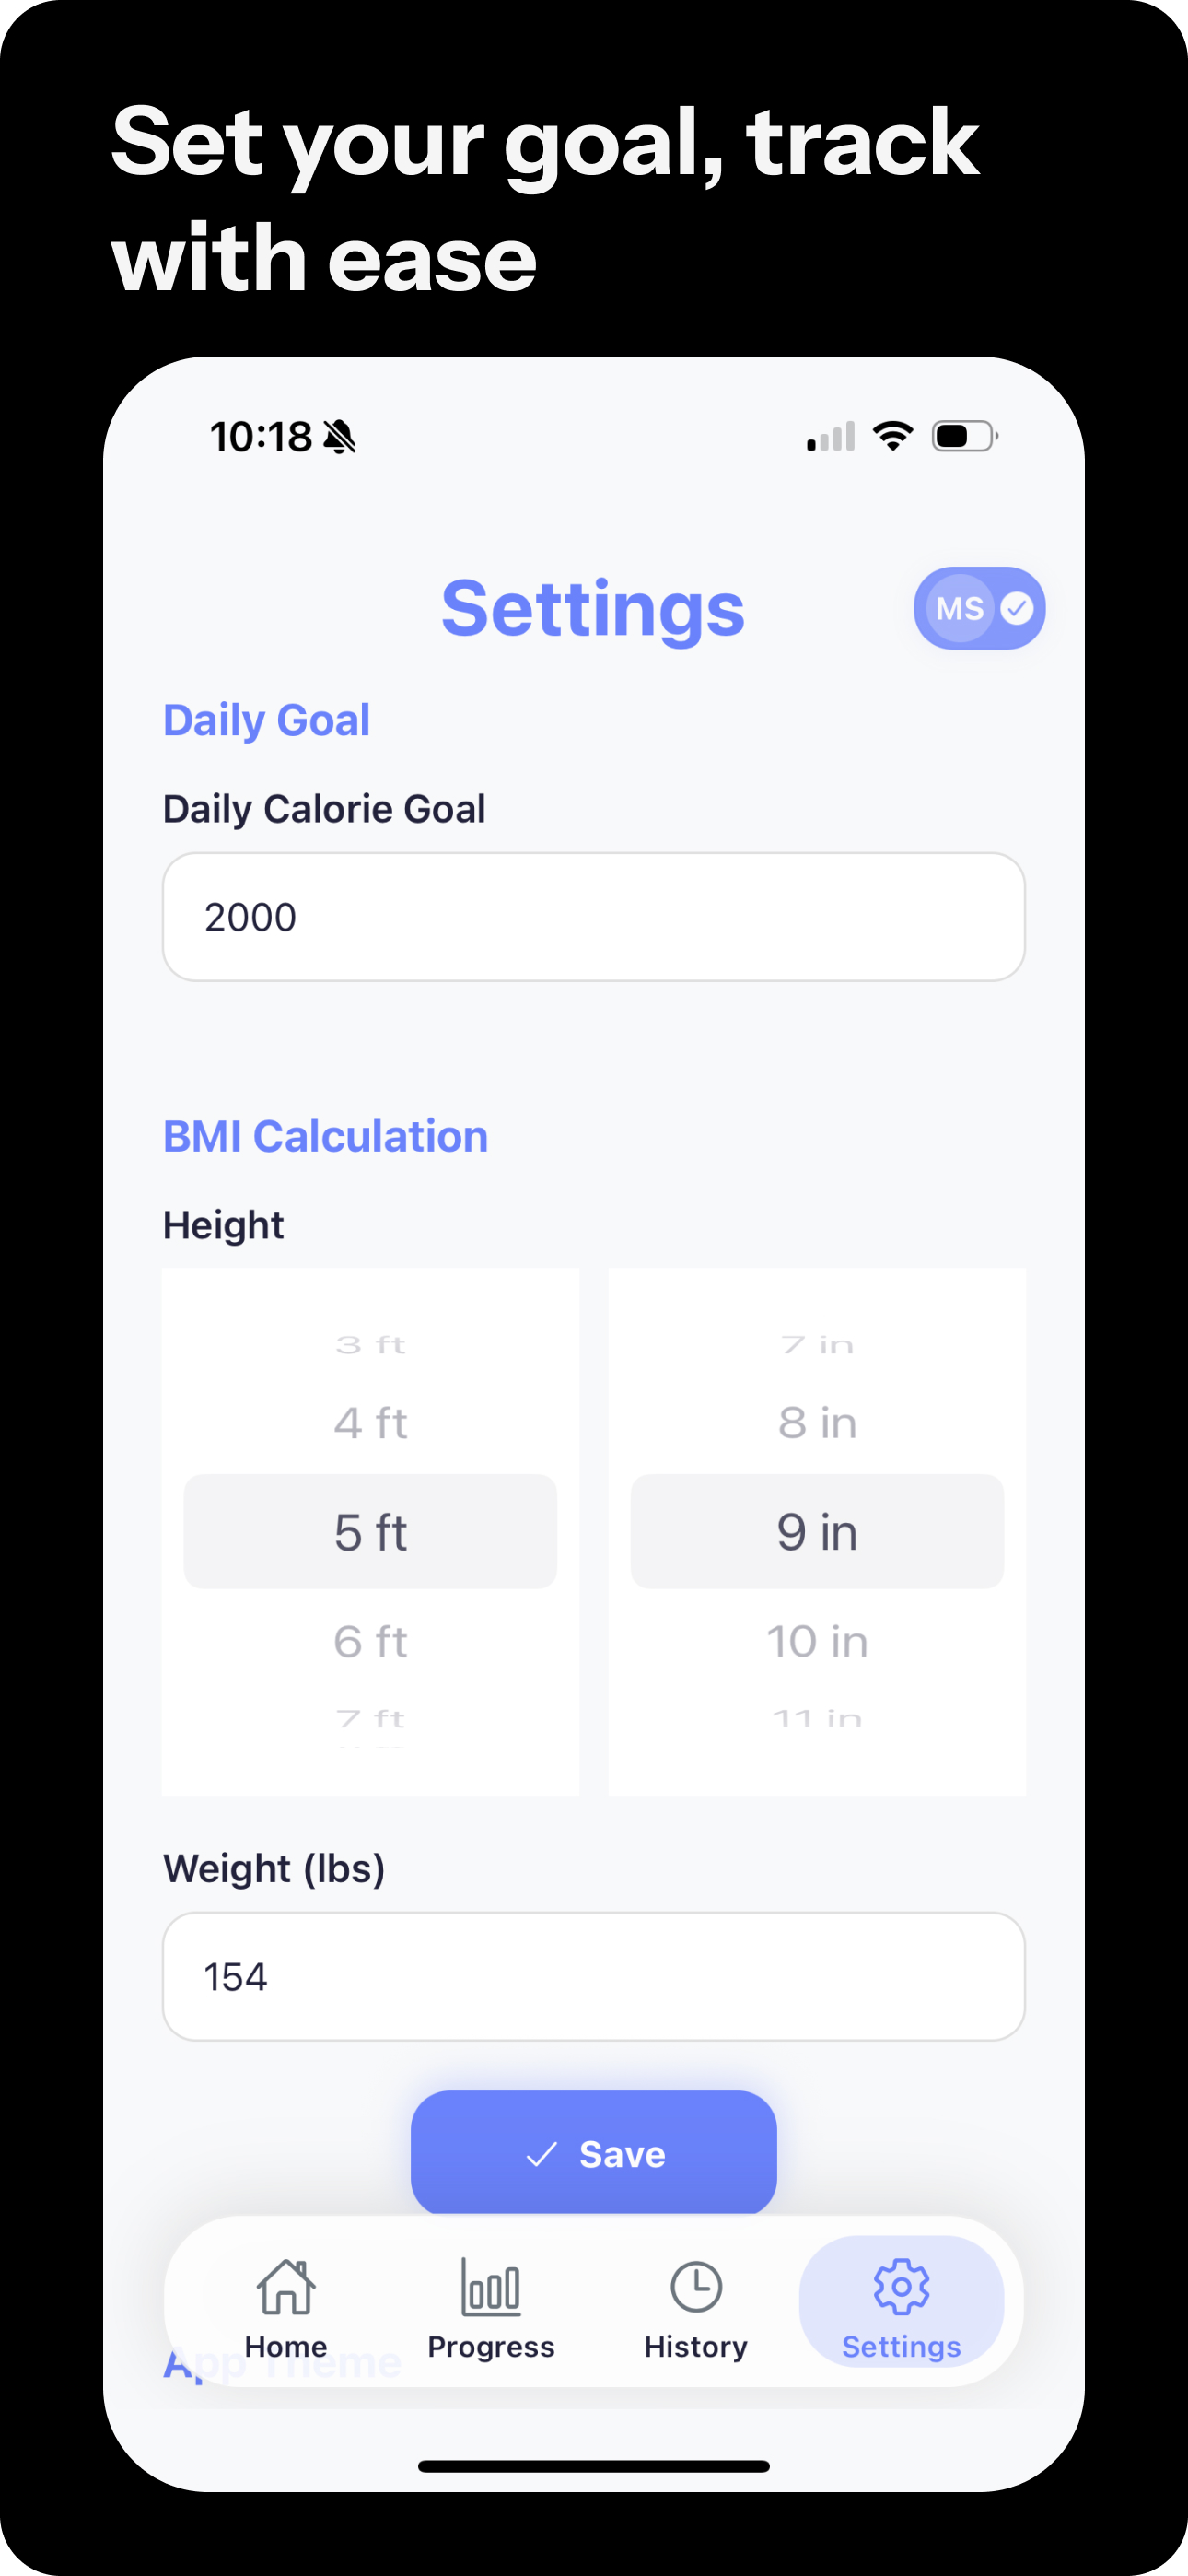 Set your goal, track
with ease
10:18
Settings
MS
Daily Goal
Daily Calorie Goal
2000
BMI Calculation
Height
3 ft
7 in
4 ft
8 in
5 ft
9 in
6 ft
10 in
7 ft
11 in
Weight (lbs)
154
Save
Home
Progress
History
Settings
App Theme